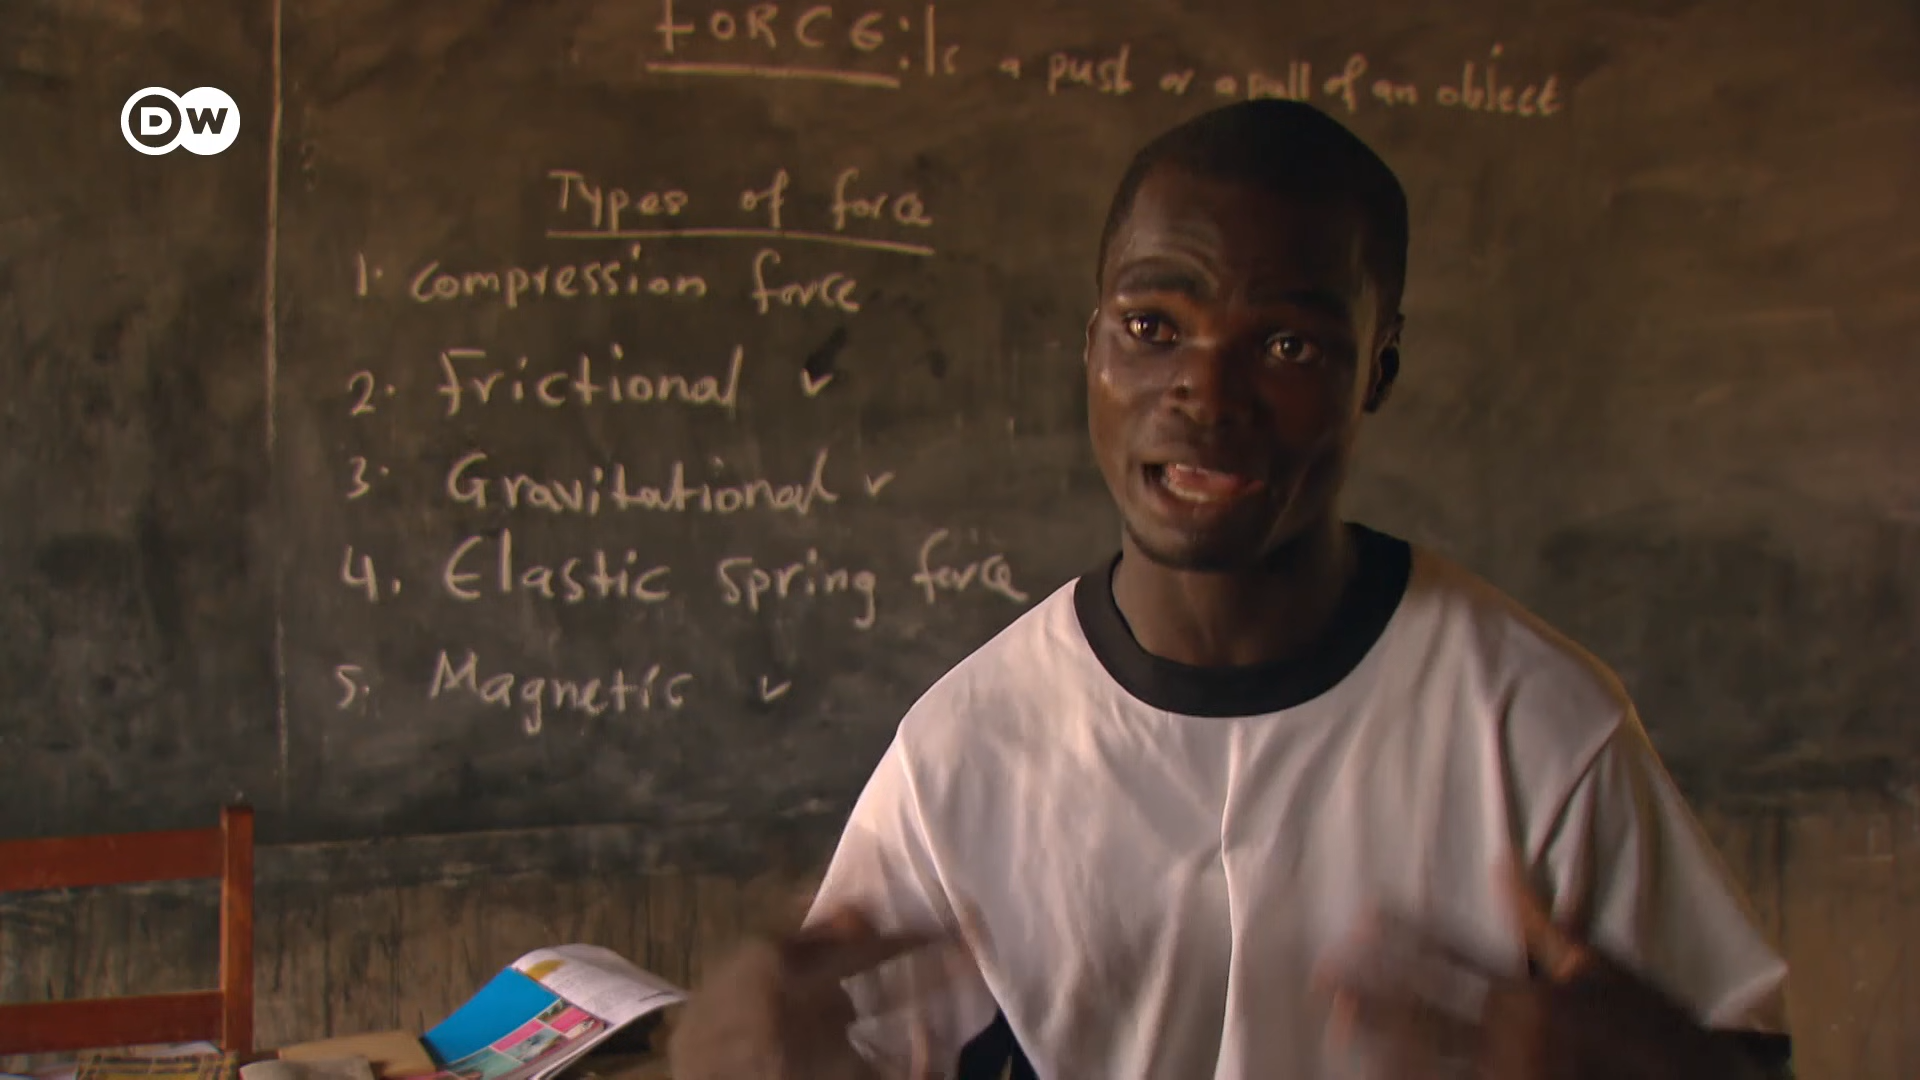 FORCE: Is a push or a pull of an object
DW
Types of force
1. Compression force
2. Frictional ✓
3. Gravitational ✓
4. Elastic spring force
5. Magnetic ✓